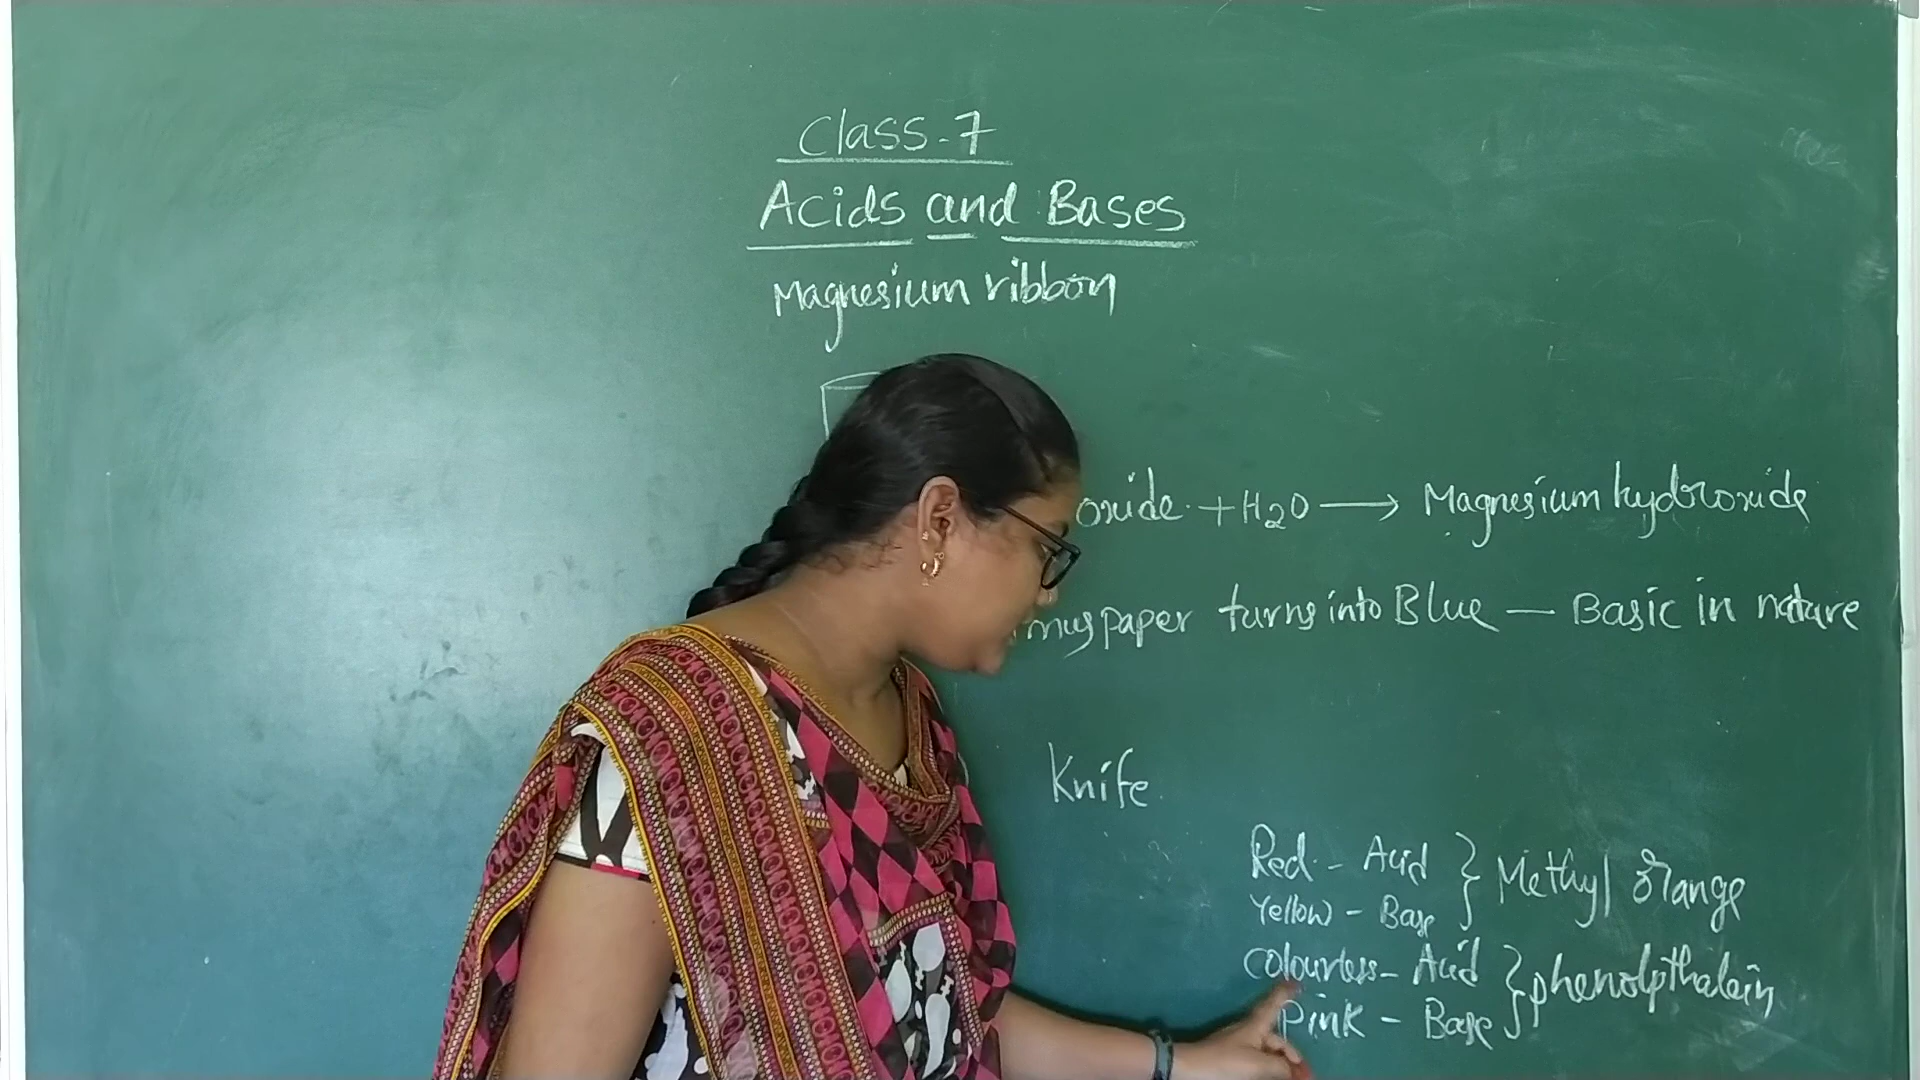 Class-7
Acids and Bases
Magnesium ribbon
oxide + H2O → Magnesium hydroxide
paper turns into Blue — Basic in nature
Knife.
Red - Acid } Methyl orange
Yellow - Base
Colourless - Acid } phenolpthalein
Pink - Base